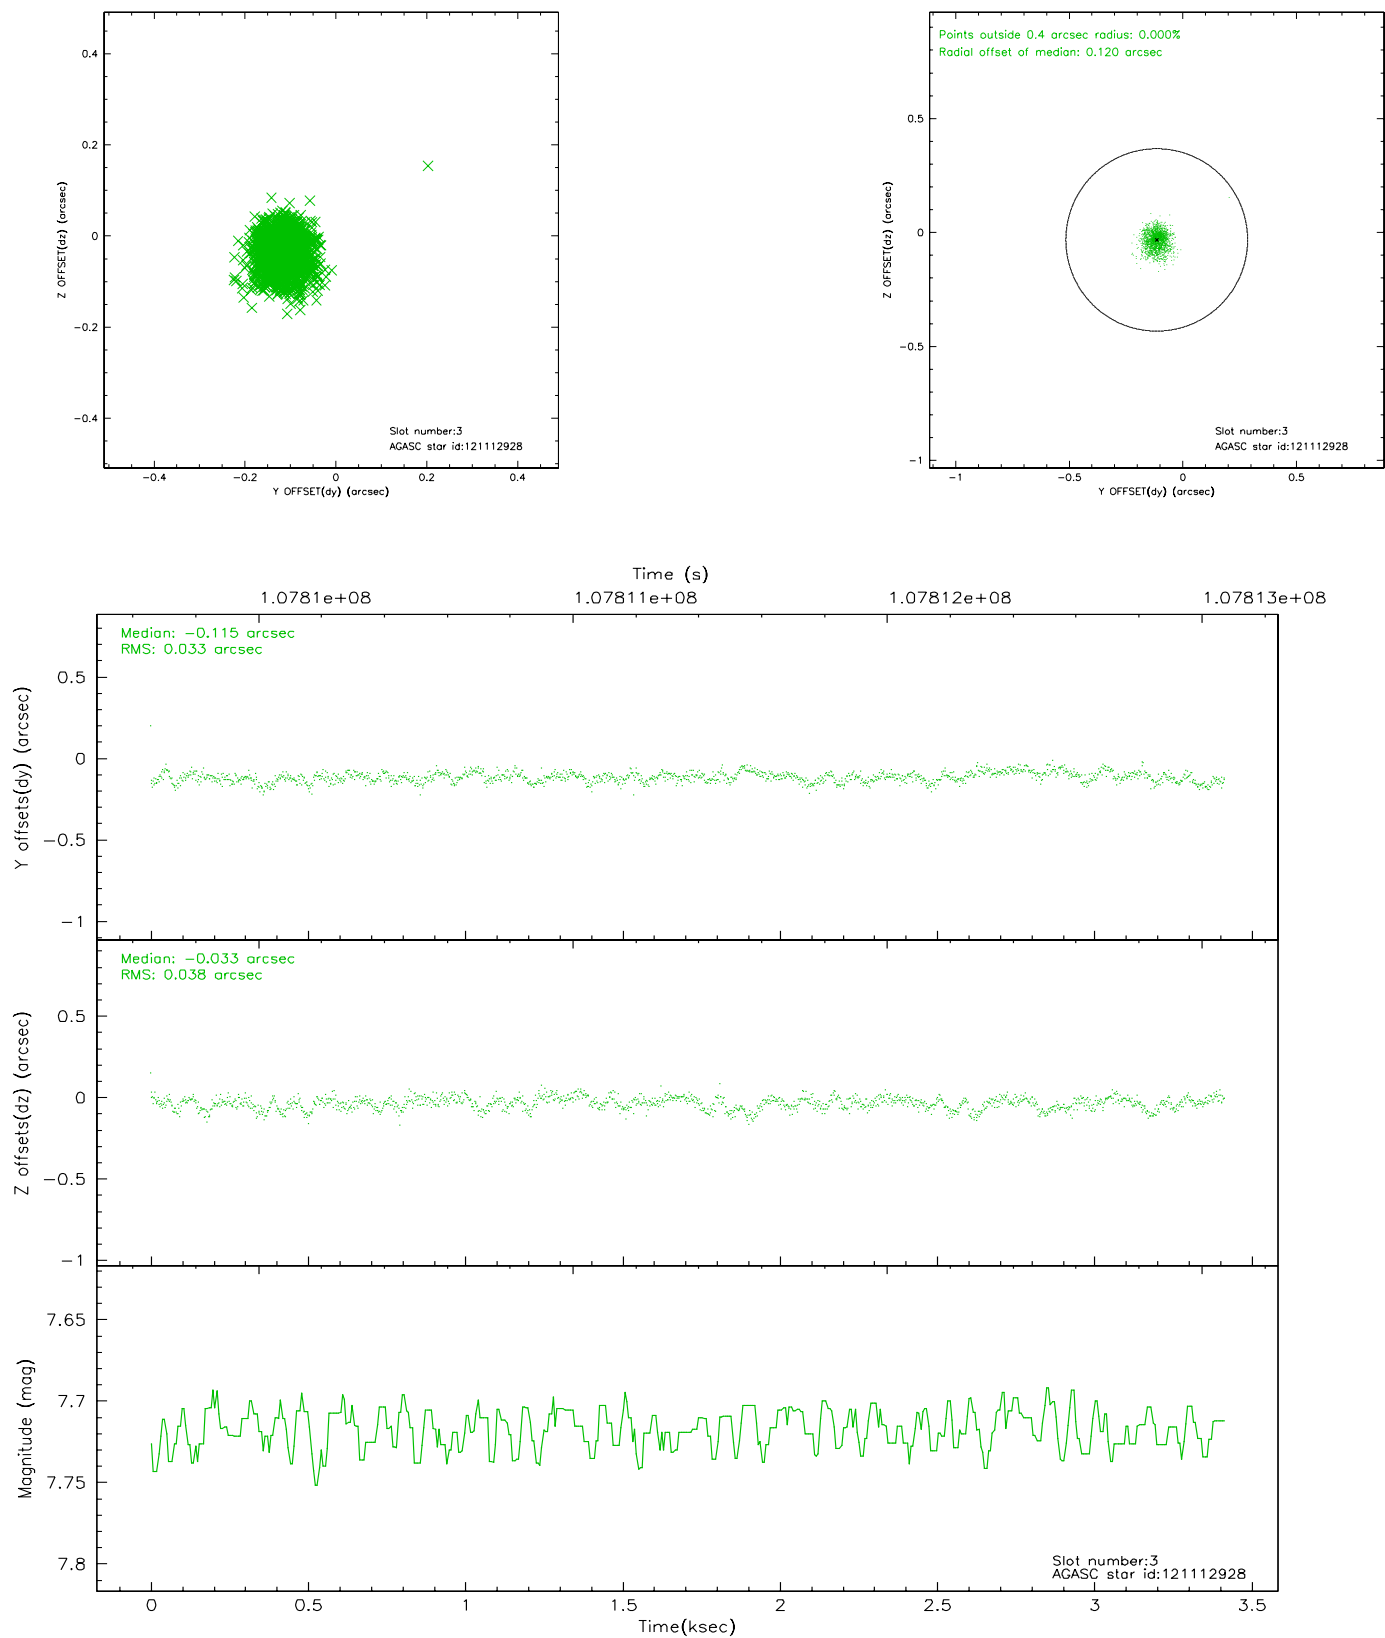 0.4
0.2
0
−0.2
−0.4
Z OFFSET(dz) (arcsec)
Slot number:3
AGASC star id:121112928
−0.4 −0.2 0 0.2 0.4
Y OFFSET(dy) (arcsec)
Points outside 0.4 arcsec radius: 0.000%
Radial offset of median: 0.120 arcsec
0.5
0
−0.5
−1
Z OFFSET(dz) (arcsec)
Slot number:3
AGASC star id:121112928
−1 −0.5 0 0.5
Y OFFSET(dy) (arcsec)
Time (s)
1.0781e+08 1.07811e+08 1.07812e+08 1.07813e+08
Median: −0.115 arcsec
RMS: 0.033 arcsec
0.5
0
−0.5
−1
Y offsets(dy) (arcsec)
Median: −0.033 arcsec
RMS: 0.038 arcsec
0.5
0
−0.5
−1
Z offsets(dz) (arcsec)
7.65
7.7
7.75
7.8
Magnitude (mag)
Slot number:3
AGASC star id:121112928
0 0.5 1 1.5 2 2.5 3 3.5
Time(ksec)